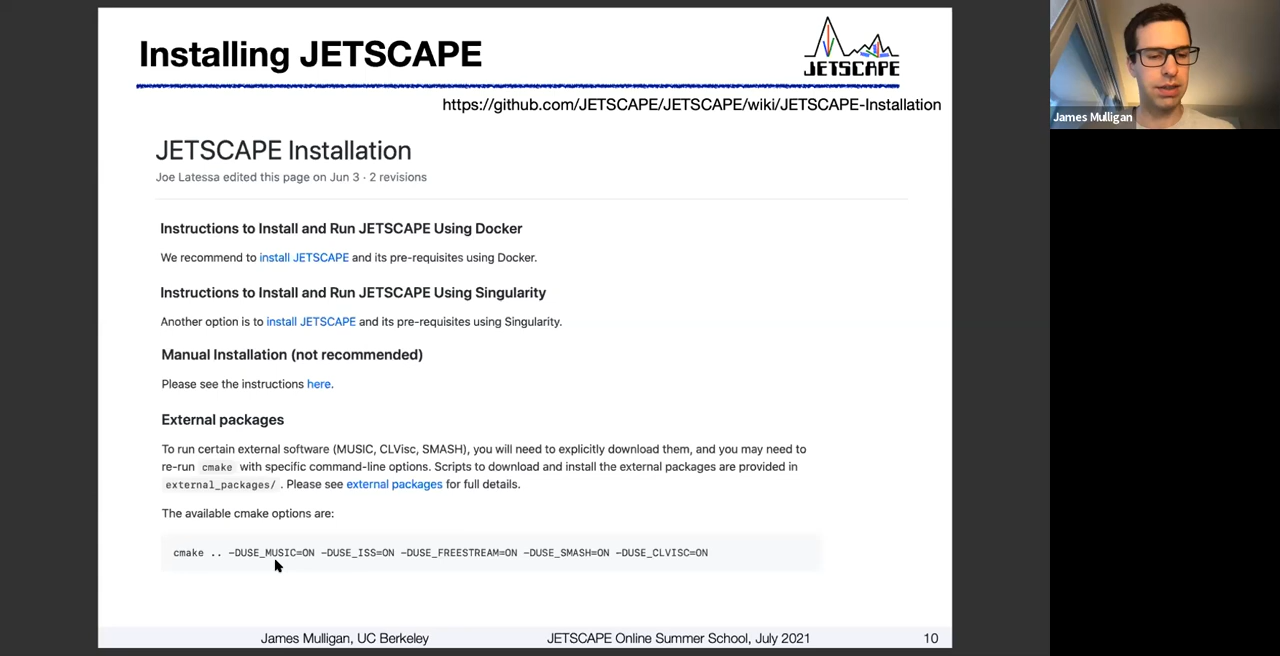 Installing JETSCAPE
JETSCAPE
https://github.com/JETSCAPE/JETSCAPE/wiki/JETSCAPE-Installation
JETSCAPE Installation
Joe Latessa edited this page on Jun 3 · 2 revisions
Instructions to Install and Run JETSCAPE Using Docker
We recommend to install JETSCAPE and its pre-requisites using Docker.
Instructions to Install and Run JETSCAPE Using Singularity
Another option is to install JETSCAPE and its pre-requisites using Singularity.
Manual Installation (not recommended)
Please see the instructions here.
External packages
To run certain external software (MUSIC, CLVisc, SMASH), you will need to explicitly download them, and you may need to
re-run cmake with specific command-line options. Scripts to download and install the external packages are provided in
external_packages/ . Please see external packages for full details.
The available cmake options are:
cmake .. -DUSE_MUSIC=ON -DUSE_ISS=ON -DUSE_FREESTREAM=ON -DUSE_SMASH=ON -DUSE_CLVISC=ON
James Mulligan, UC Berkeley
JETSCAPE Online Summer School, July 2021
10
James Mulligan